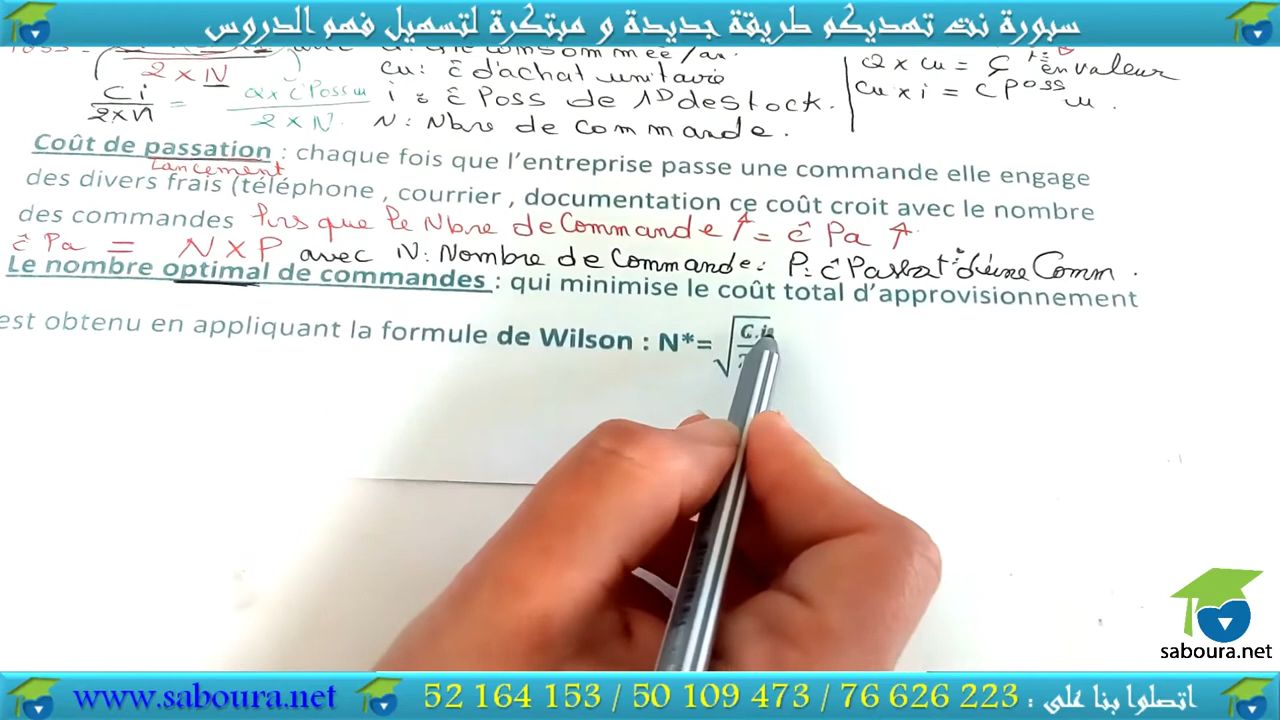 سبورة نت تهديكم طريقة جديدة و مبتكرة لتسهيل فهم الدروس
2 x N
cu: ĉ d'achat unitaire
Q x cu = C en valeur
Ci / 2xN = Qx ĉ Poss u / 2 x N.
i : ĉ Poss de 1D de stock.
cu x i = C Poss u .
N : Nbre de commande.
Coût de passation : chaque fois que l'entreprise passe une commande elle engage
Lancement
des divers frais (téléphone , courrier , documentation ce coût croit avec le nombre
des commandes lors que le Nbre de Commande ↑ = ĉ Pa ↑
ĉ Pa = N x P avec N: Nombre de Commande. P: ĉ Passat° d'une Comm .
Le nombre optimal de commandes : qui minimise le coût total d'approvisionnement
est obtenu en appliquant la formule de Wilson : N*= √ C.i
saboura.net
www.saboura.net 52 164 153 / 50 109 473 / 76 626 223 : اتصلوا بنا على